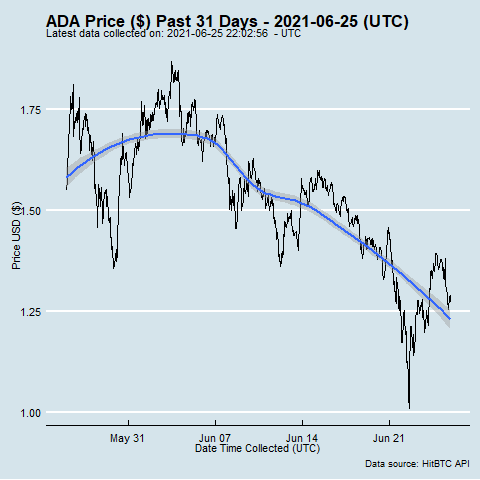 ADA Price ($) Past 31 Days - 2021-06-25 (UTC)
Latest data collected on: 2021-06-25 22:02:56 - UTC
1.75
1.50
1.25
1.00
Price USD ($)
May 31 Jun 07 Jun 14 Jun 21
Date Time Collected (UTC)
Data source: HitBTC API